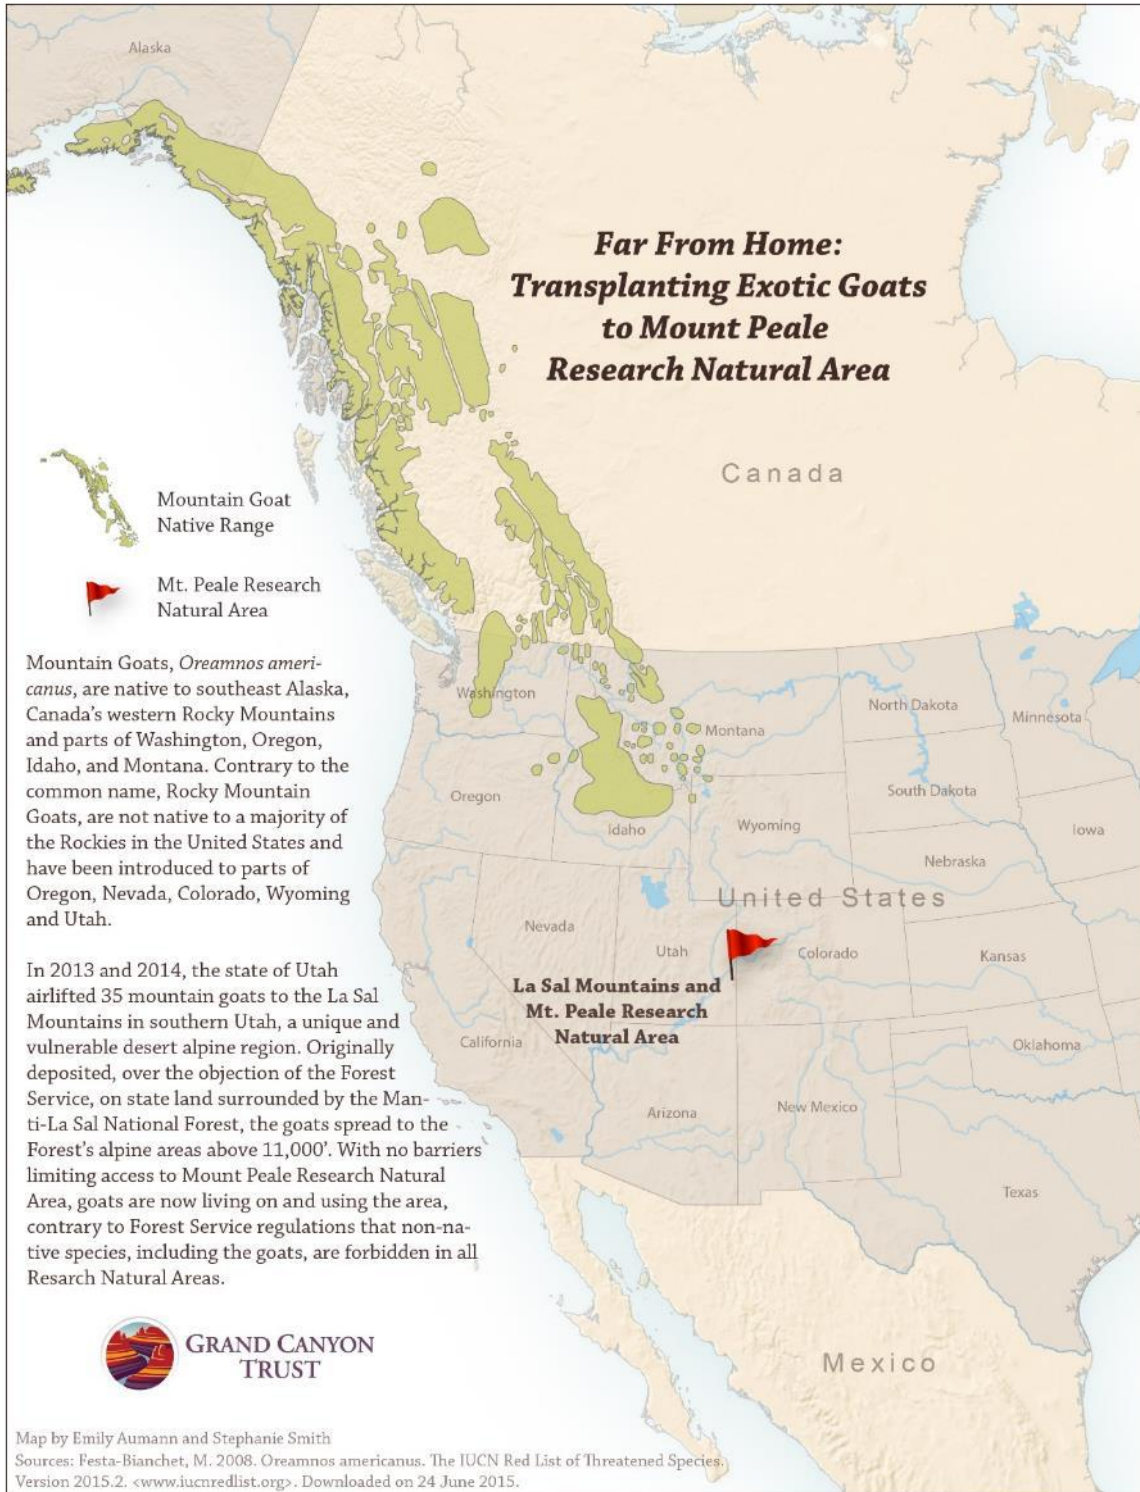 Alaska
Far From Home:
Transplanting Exotic Goats
to Mount Peale
Research Natural Area
Canada
Mountain Goat
Native Range
Mt. Peale Research
Natural Area
Mountain Goats, Oreamnos ameri-
canus, are native to southeast Alaska,
Canada's western Rocky Mountains
and parts of Washington, Oregon,
Idaho, and Montana. Contrary to the
common name, Rocky Mountain
Goats, are not native to a majority of
the Rockies in the United States and
have been introduced to parts of
Oregon, Nevada, Colorado, Wyoming
and Utah.
In 2013 and 2014, the state of Utah
airlifted 35 mountain goats to the La Sal
Mountains in southern Utah, a unique and
vulnerable desert alpine region. Originally
deposited, over the objection of the Forest
Service, on state land surrounded by the Man-
ti-La Sal National Forest, the goats spread to the
Forest's alpine areas above 11,000'. With no barriers
limiting access to Mount Peale Research Natural
Area, goats are now living on and using the area,
contrary to Forest Service regulations that non-na-
tive species, including the goats, are forbidden in all
Resarch Natural Areas.
Washington
Montana
North Dakota
Minnesota
Oregon
Idaho
Wyoming
South Dakota
Iowa
Nebraska
United States
Nevada
Utah
Colorado
Kansas
La Sal Mountains and
Mt. Peale Research
Natural Area
California
Oklahoma
Arizona
New Mexico
Texas
Mexico
GRAND CANYON
TRUST
Map by Emily Aumann and Stephanie Smith
Sources: Festa-Bianchet, M. 2008. Oreamnos americanus. The IUCN Red List of Threatened Species.
Version 2015.2. <www.iucnredlist.org>. Downloaded on 24 June 2015.